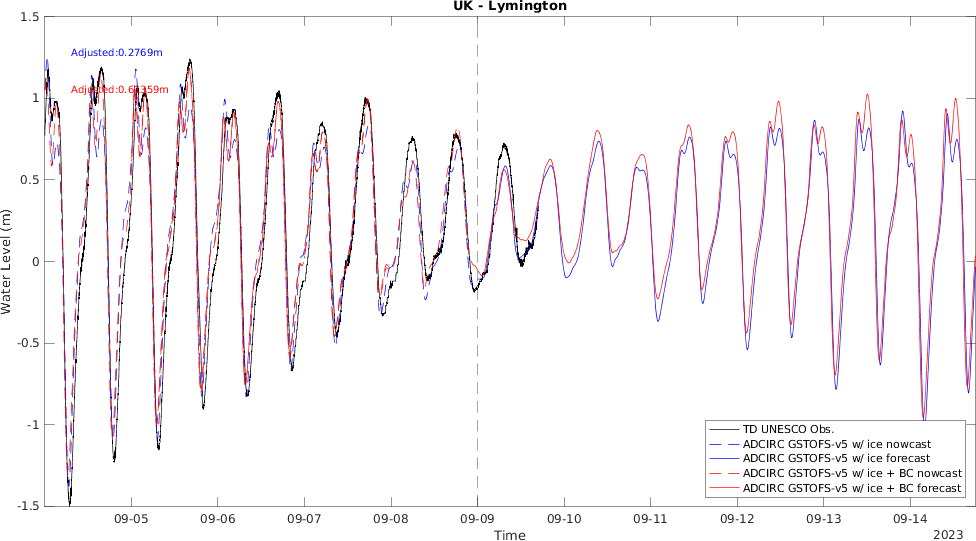 UK - Lymington
1.5
1
0.5
0
-0.5
-1
-1.5
Water Level (m)
Adjusted:0.2769m
TD UNESCO Obs.
ADCIRC GSTOFS-v5 w/ ice nowcast
ADCIRC GSTOFS-v5 w/ ice forecast
ADCIRC GSTOFS-v5 w/ ice + BC nowcast
ADCIRC GSTOFS-v5 w/ ice + BC forecast
09-05 09-06 09-07 09-08 09-09 09-10 09-11 09-12 09-13 09-14
Time
2023